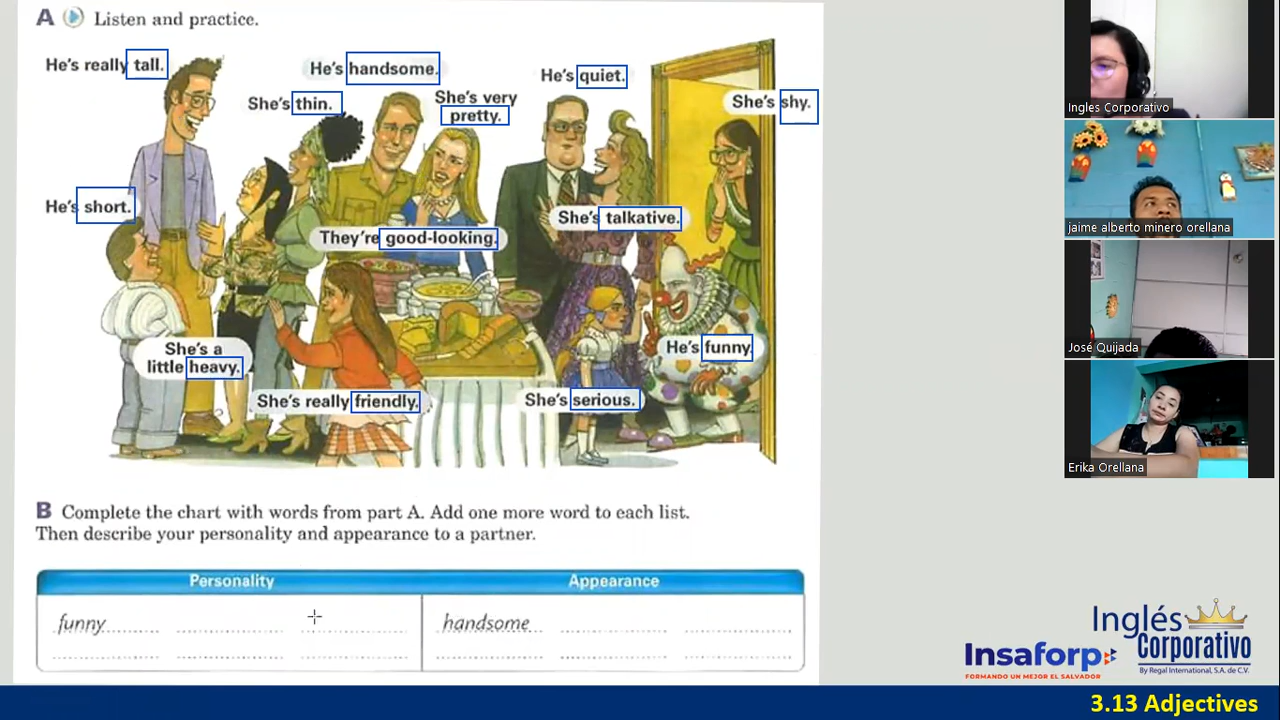 A Listen and practice.
He's really tall.
He's handsome.
He's quiet.
She's thin.
She's very
pretty.
She's shy.
He's short.
They're good-looking.
She's talkative.
She's a
little heavy.
He's funny.
She's really friendly.
She's serious.
B Complete the chart with words from part A. Add one more word to each list.
Then describe your personality and appearance to a partner.
Personality
Appearance
funny
handsome
Ingles Corporativo
jaime alberto minero orellana
José Quijada
Erika Orellana
Insaforp
FORMANDO UN MEJOR EL SALVADOR
Inglés
Corporativo
By Regal International, S.A. de C.V.
3.13 Adjectives